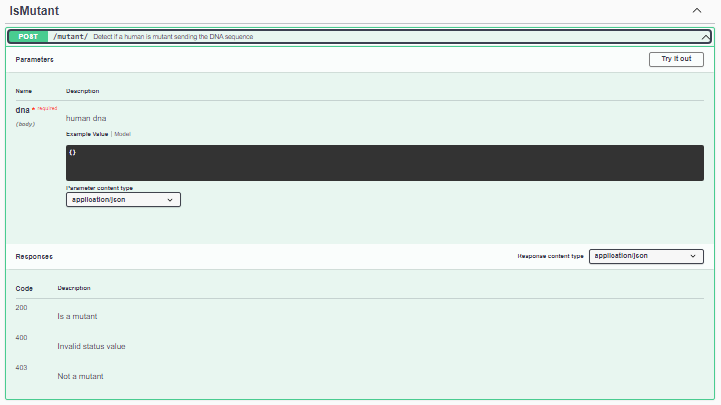 IsMutant
POST /mutant/ Detect if a human is mutant sending the DNA sequence
Parameters
Try it out
Name Description
dna * required
(body)
human dna
Example Value | Model
{}
Parameter content type
application/json
Responses
Response content type application/json
Code Description
200
Is a mutant
400
Invalid status value
403
Not a mutant